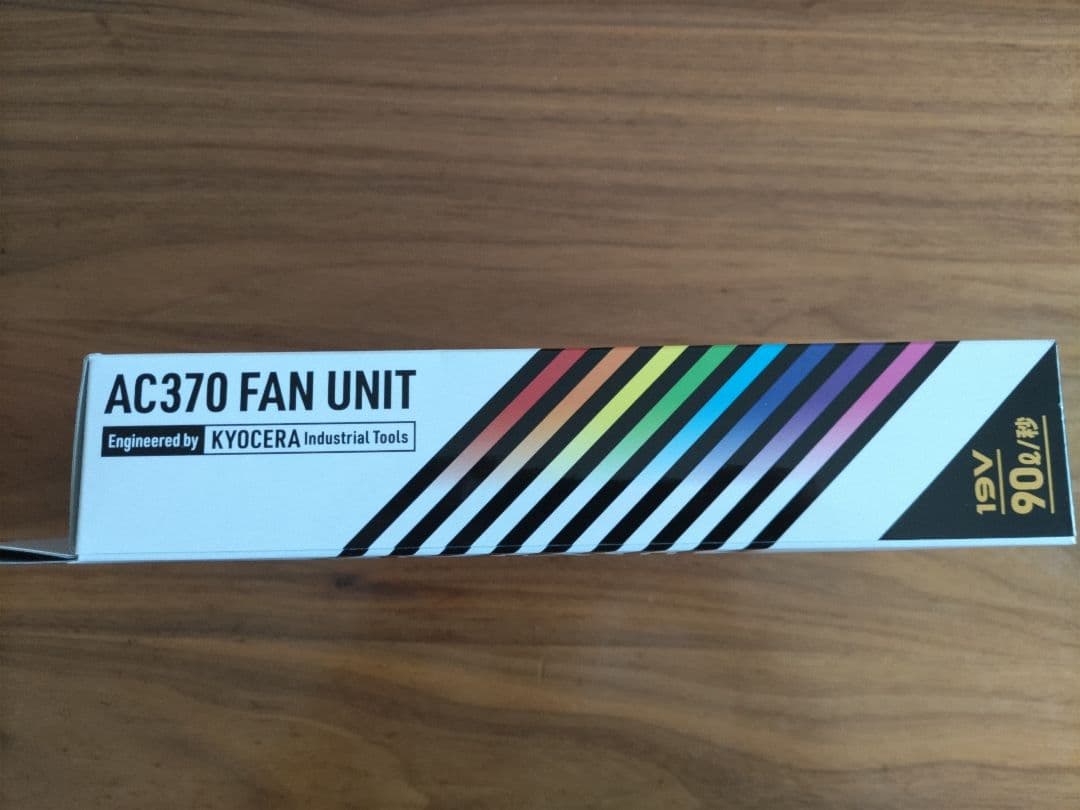 AC370 FAN UNIT
Engineered by KYOCERA Industrial Tools
19V
90ℓ/秒